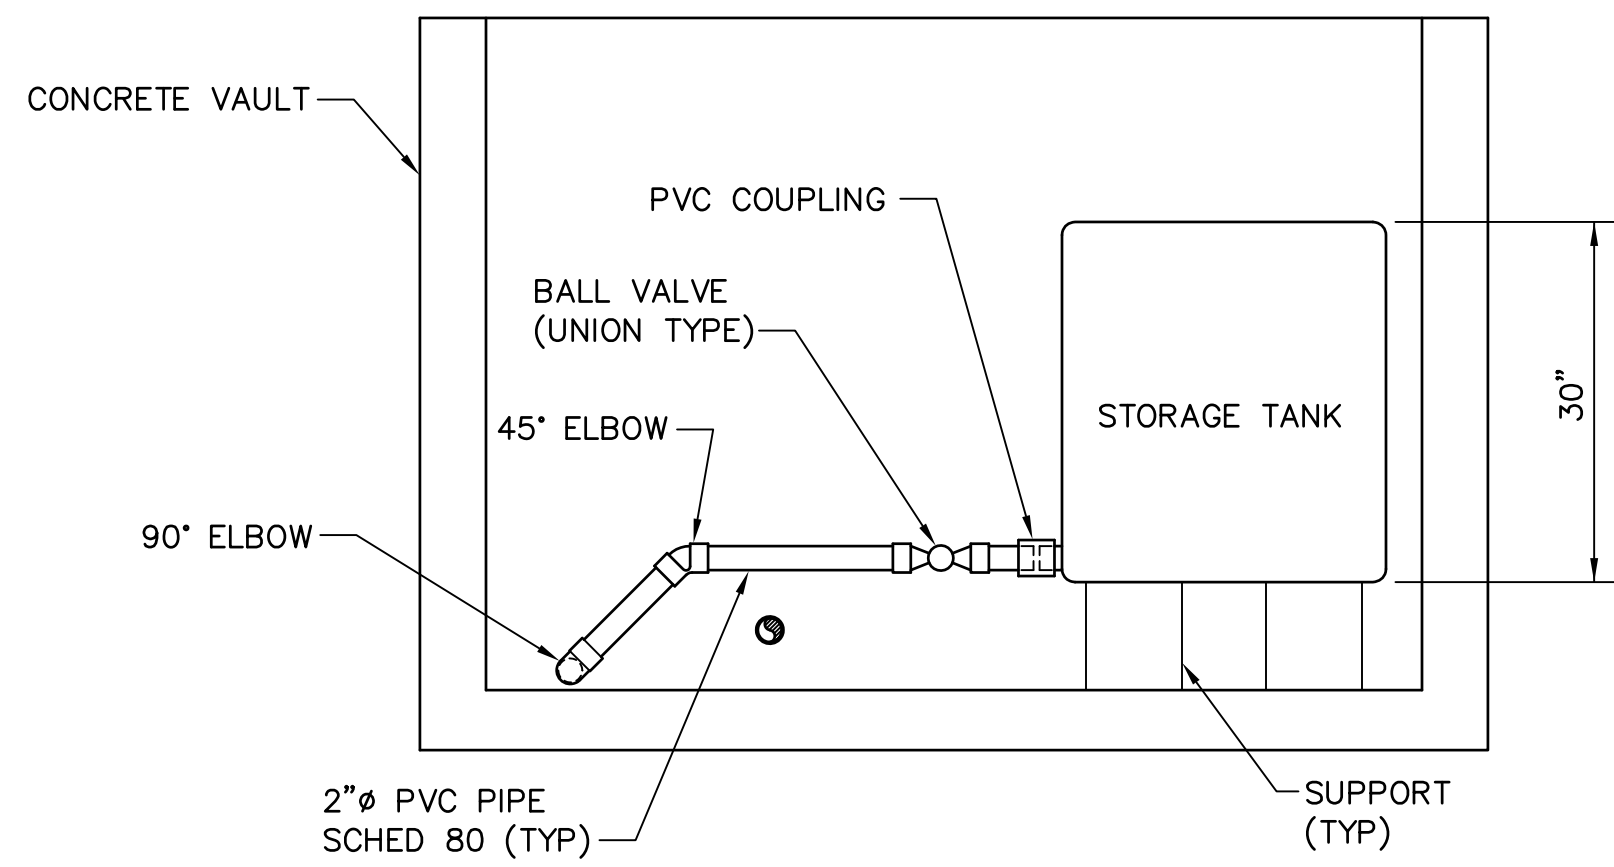 CONCRETE VAULT
PVC COUPLING
BALL VALVE
(UNION TYPE)
45° ELBOW
STORAGE TANK
30”
90° ELBOW
2”ø PVC PIPE
SCHED 80 (TYP)
SUPPORT
(TYP)